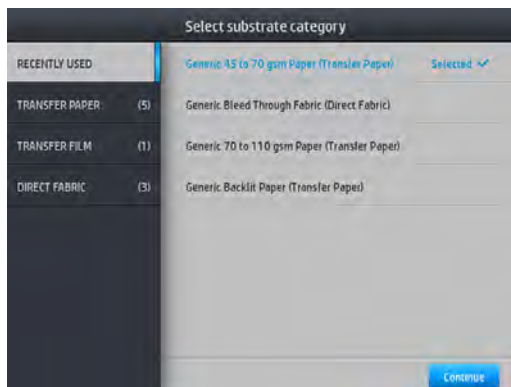 Select substrate category
RECENTLY USED
TRANSFER PAPER (5)
TRANSFER FILM (1)
DIRECT FABRIC (3)
Generic 45 to 70 gsm Paper (Transfer Paper) Selected ✔
Generic Bleed Through Fabric (Direct Fabric)
Generic 70 to 110 gsm Paper (Transfer Paper)
Generic Backlit Paper (Transfer Paper)
Continue